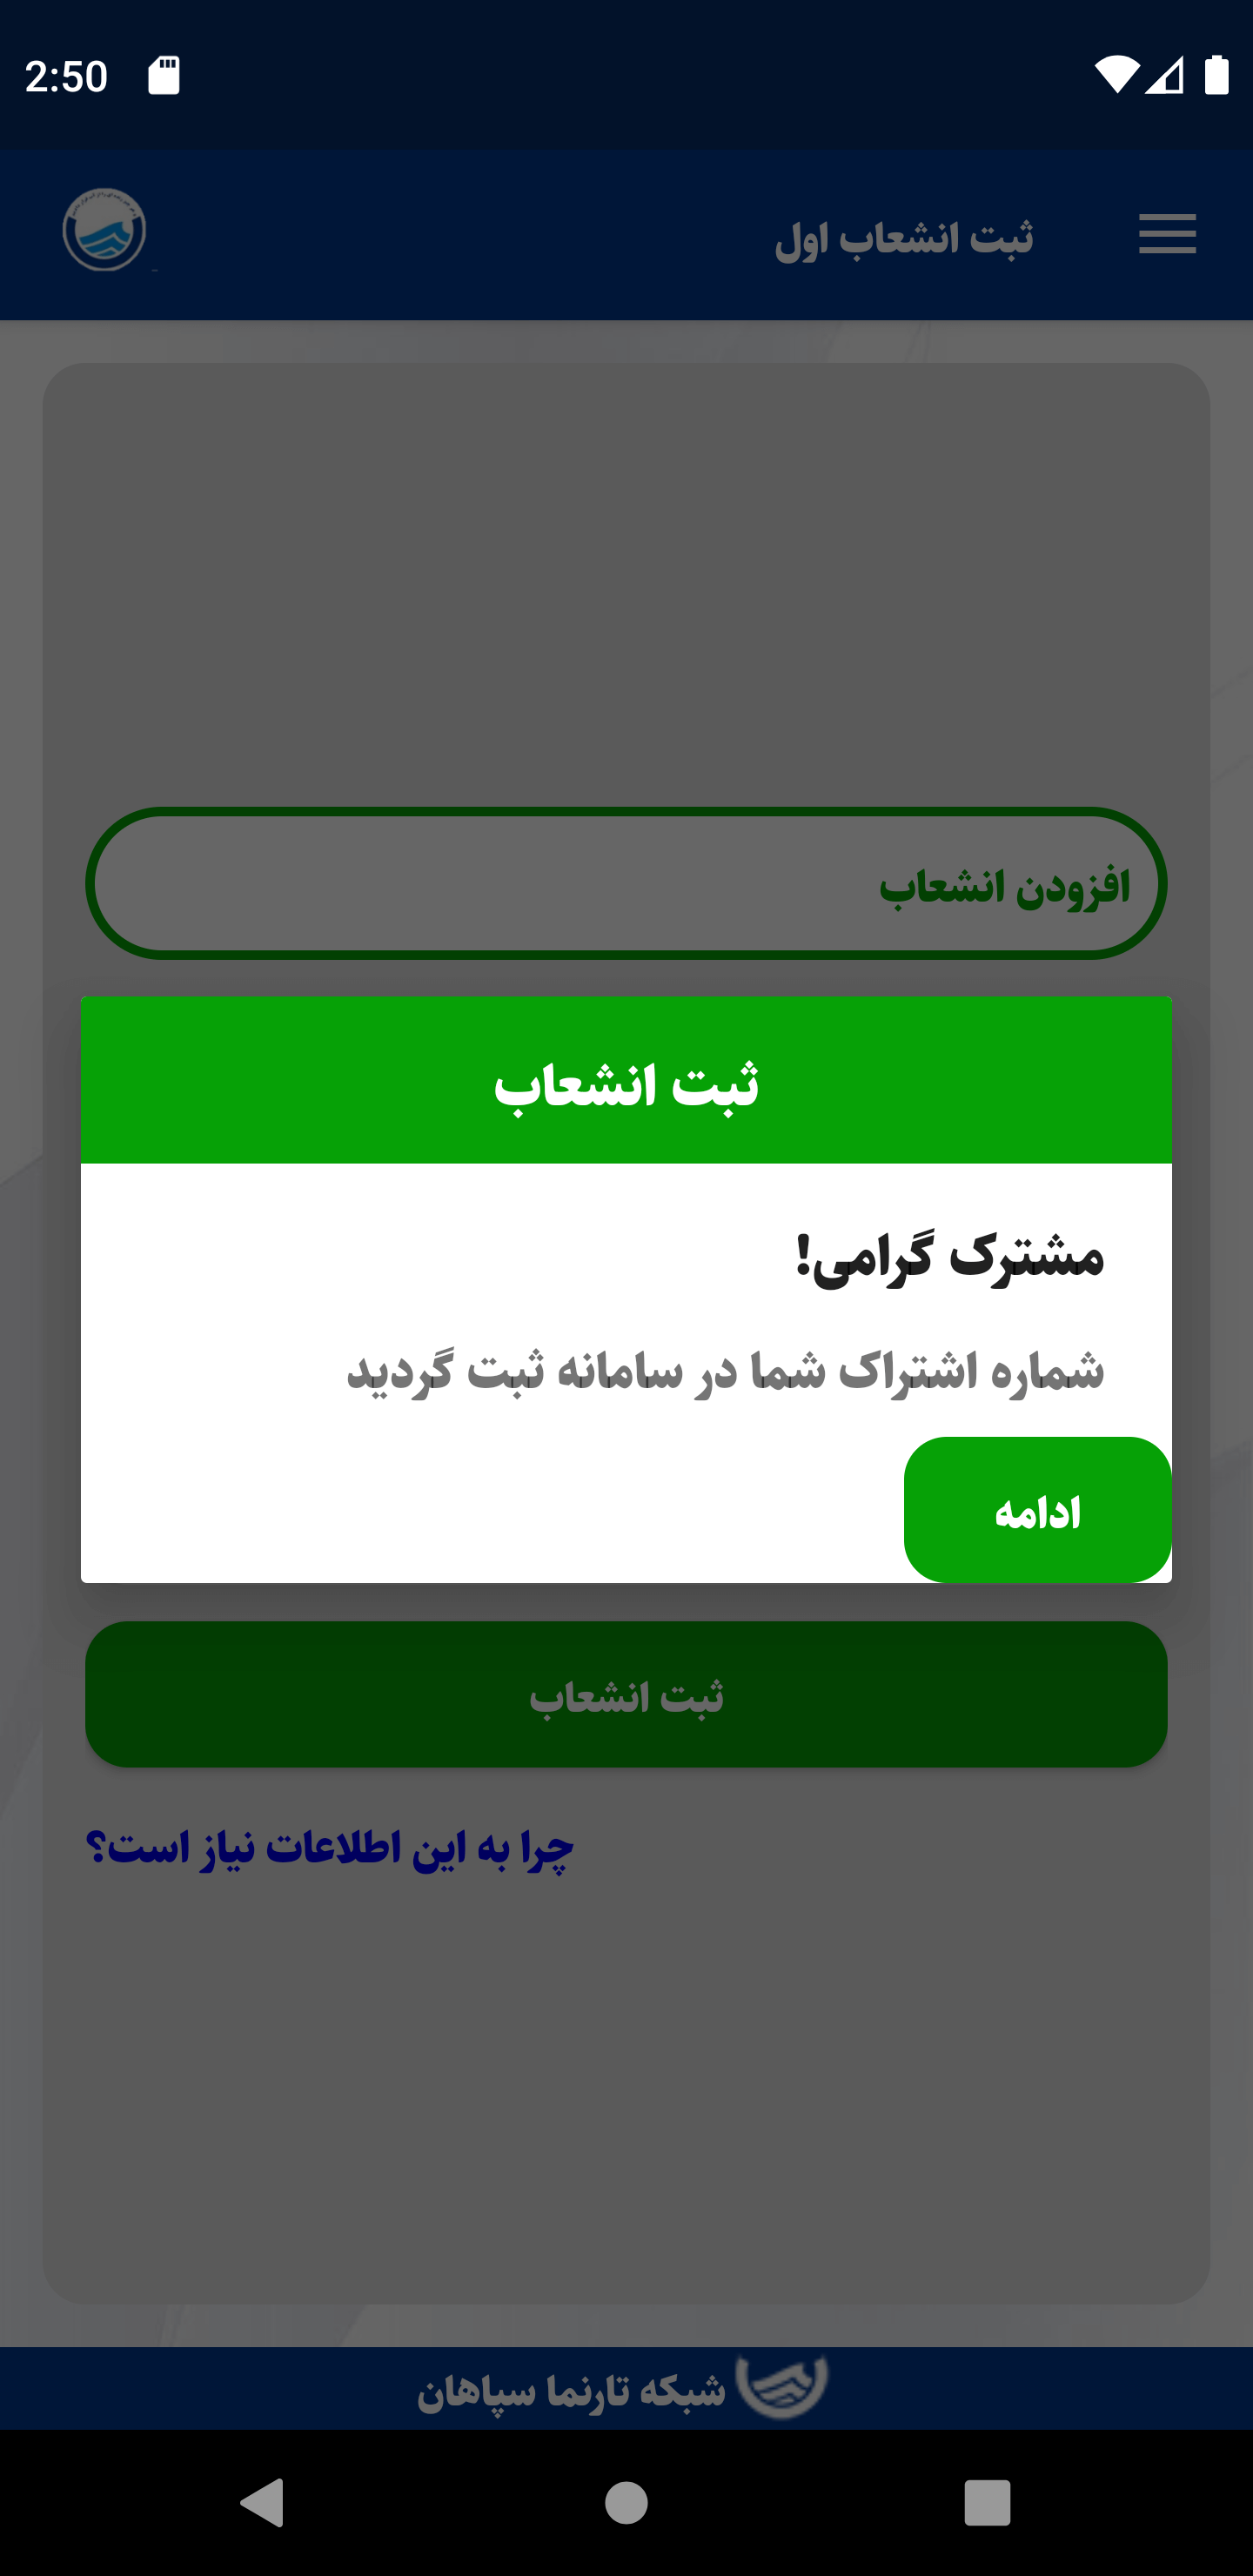 2:50
ثبت انشعاب اول
افزودن انشعاب
ثبت انشعاب
مشترک گرامی!
شماره اشتراک شما در سامانه ثبت گردید
ادامه
ثبت انشعاب
چرا به این اطلاعات نیاز است؟
شبکه تارنما سپاهان